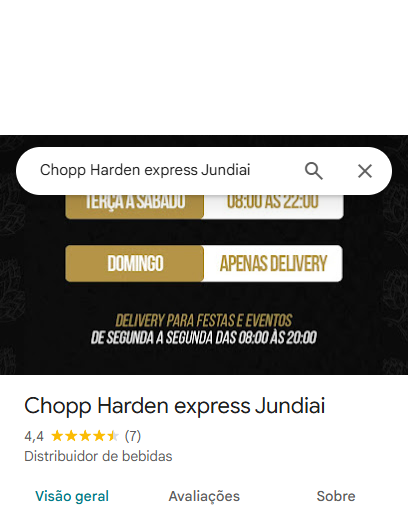 Chopp Harden express Jundiai
TERÇA A SÁBADO 08:00 ÀS 22:00
DOMINGO APENAS DELIVERY
DELIVERY PARA FESTAS E EVENTOS
DE SEGUNDA A SEGUNDA DAS 08:00 ÀS 20:00
Chopp Harden express Jundiai
4,4 (7)
Distribuidor de bebidas
Visão geral Avaliações Sobre